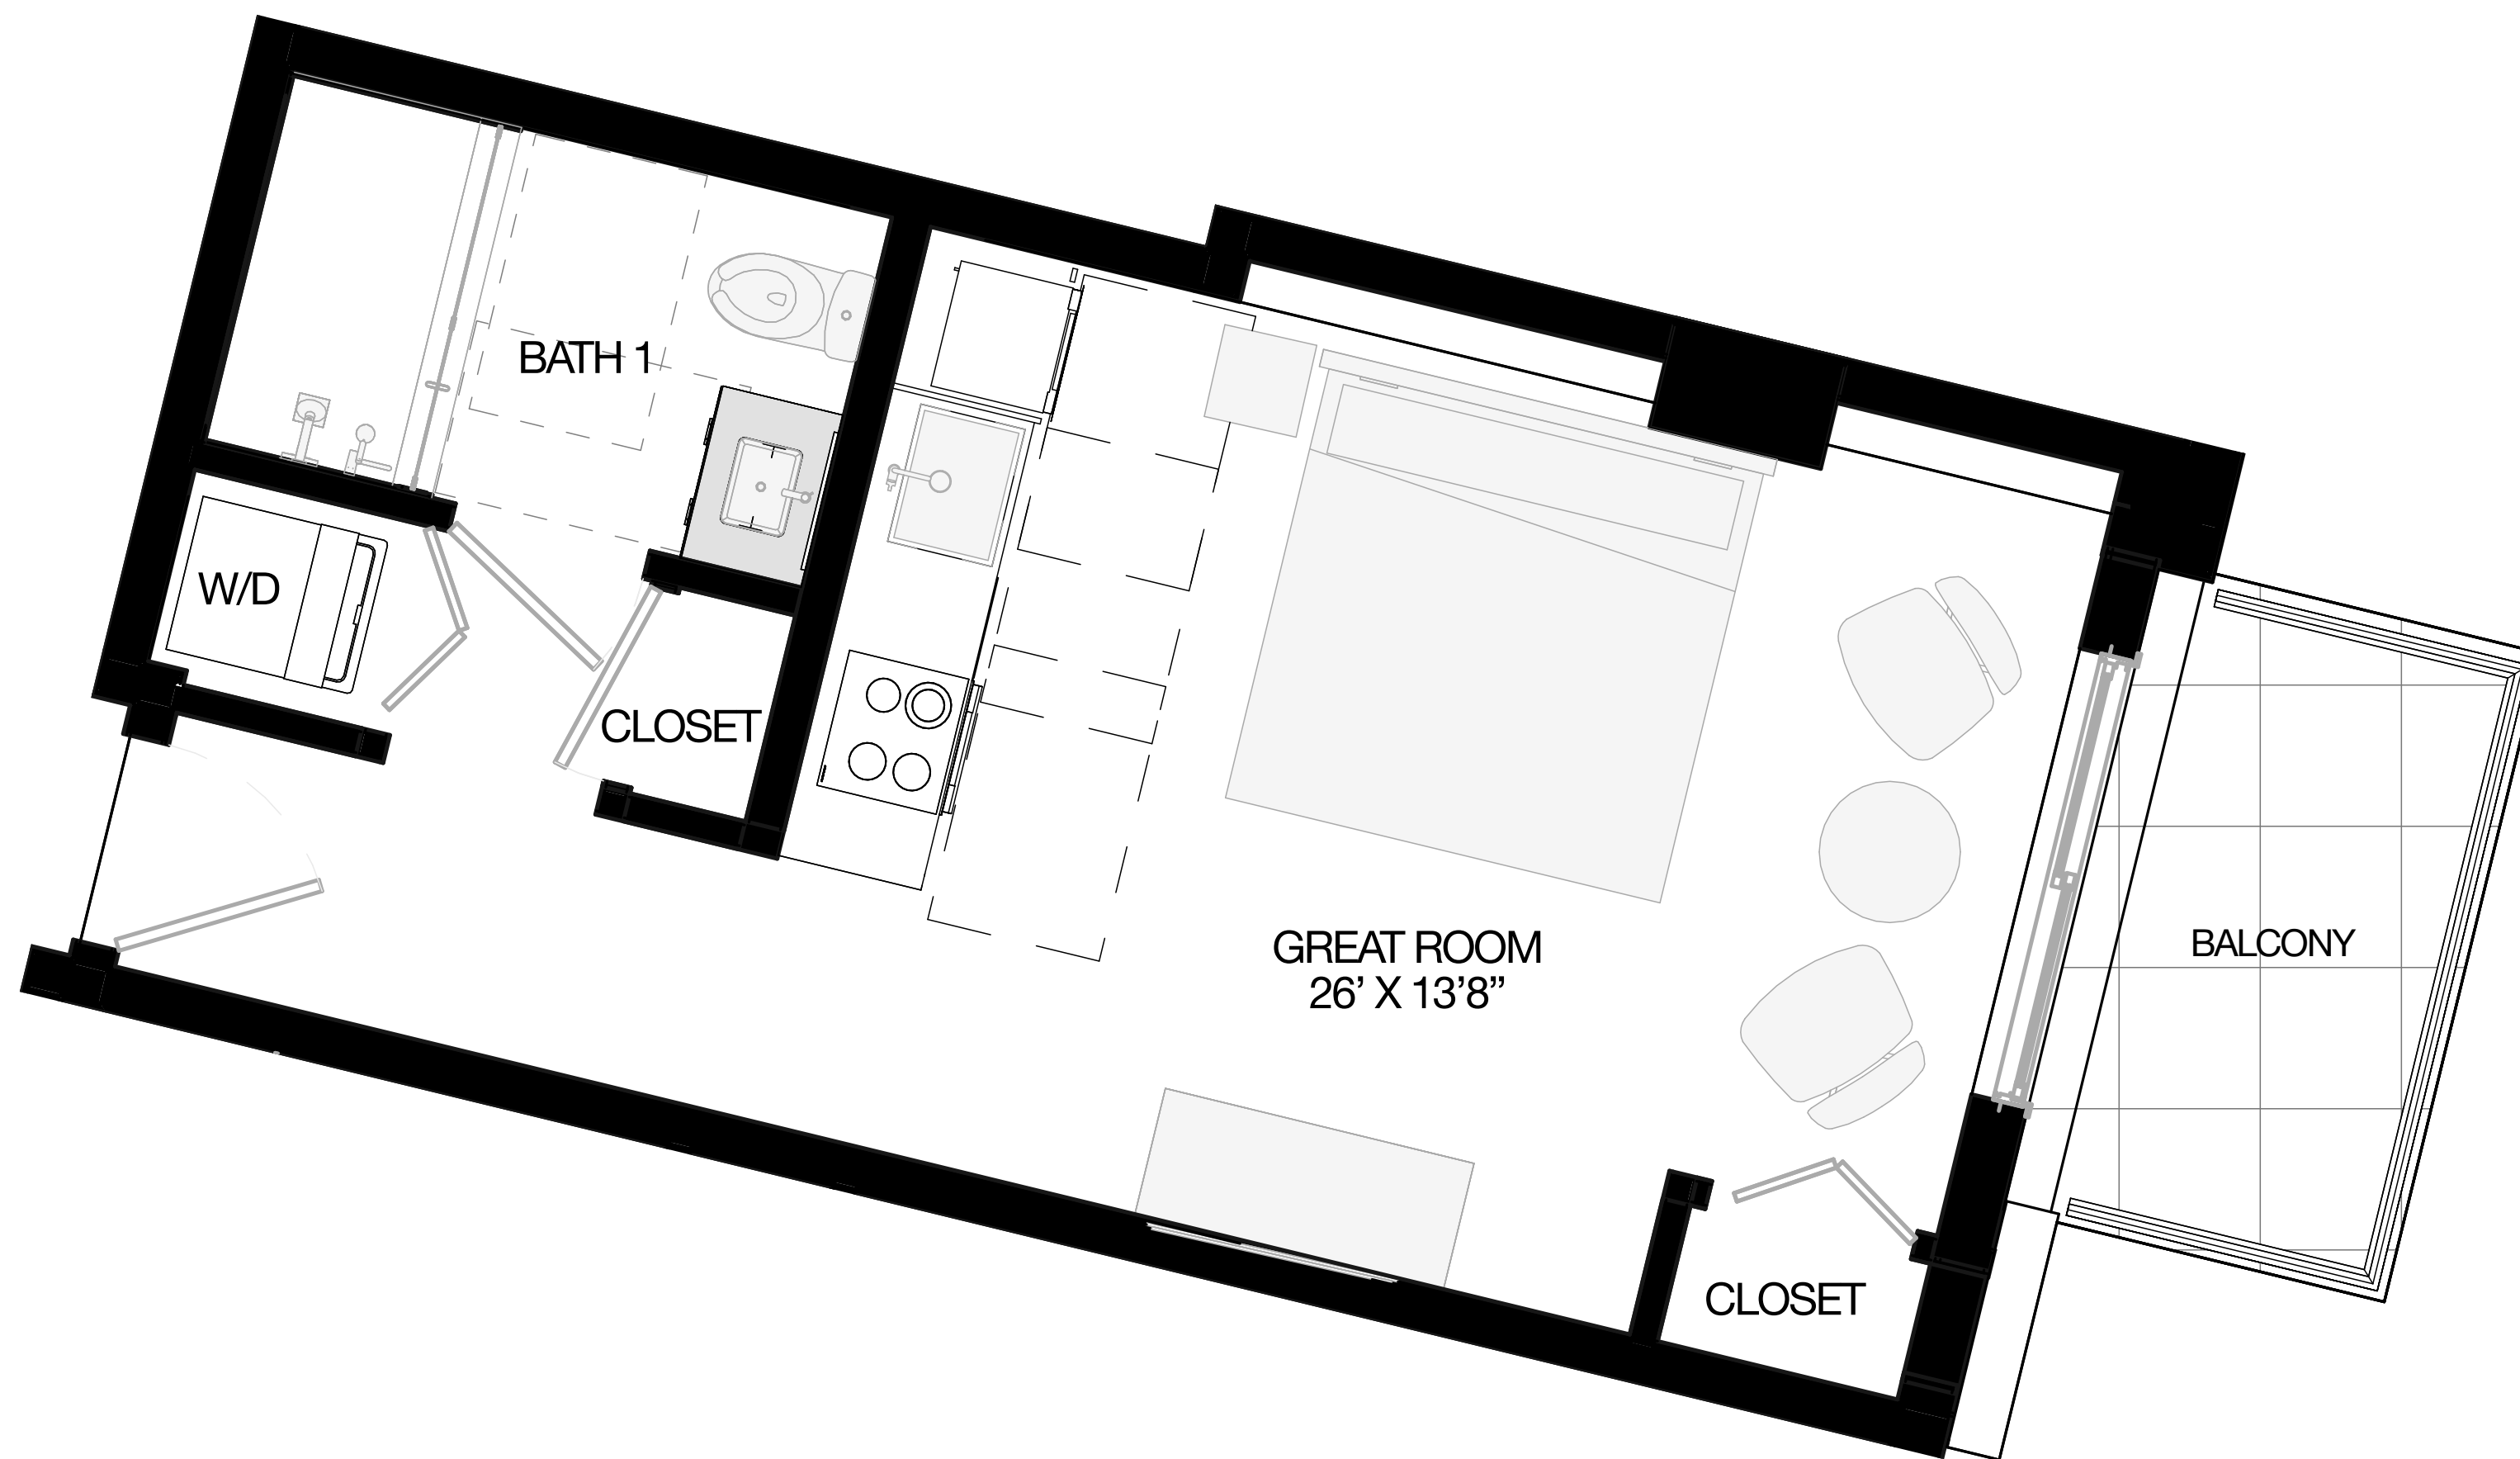 BATH 1
W/D
CLOSET
GREAT ROOM
26’ X 13’8”
BALCONY
CLOSET